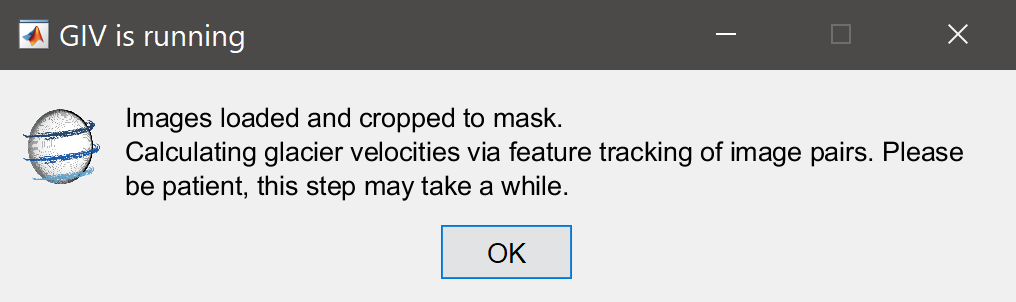 GIV is running
Images loaded and cropped to mask.
Calculating glacier velocities via feature tracking of image pairs. Please
be patient, this step may take a while.
OK